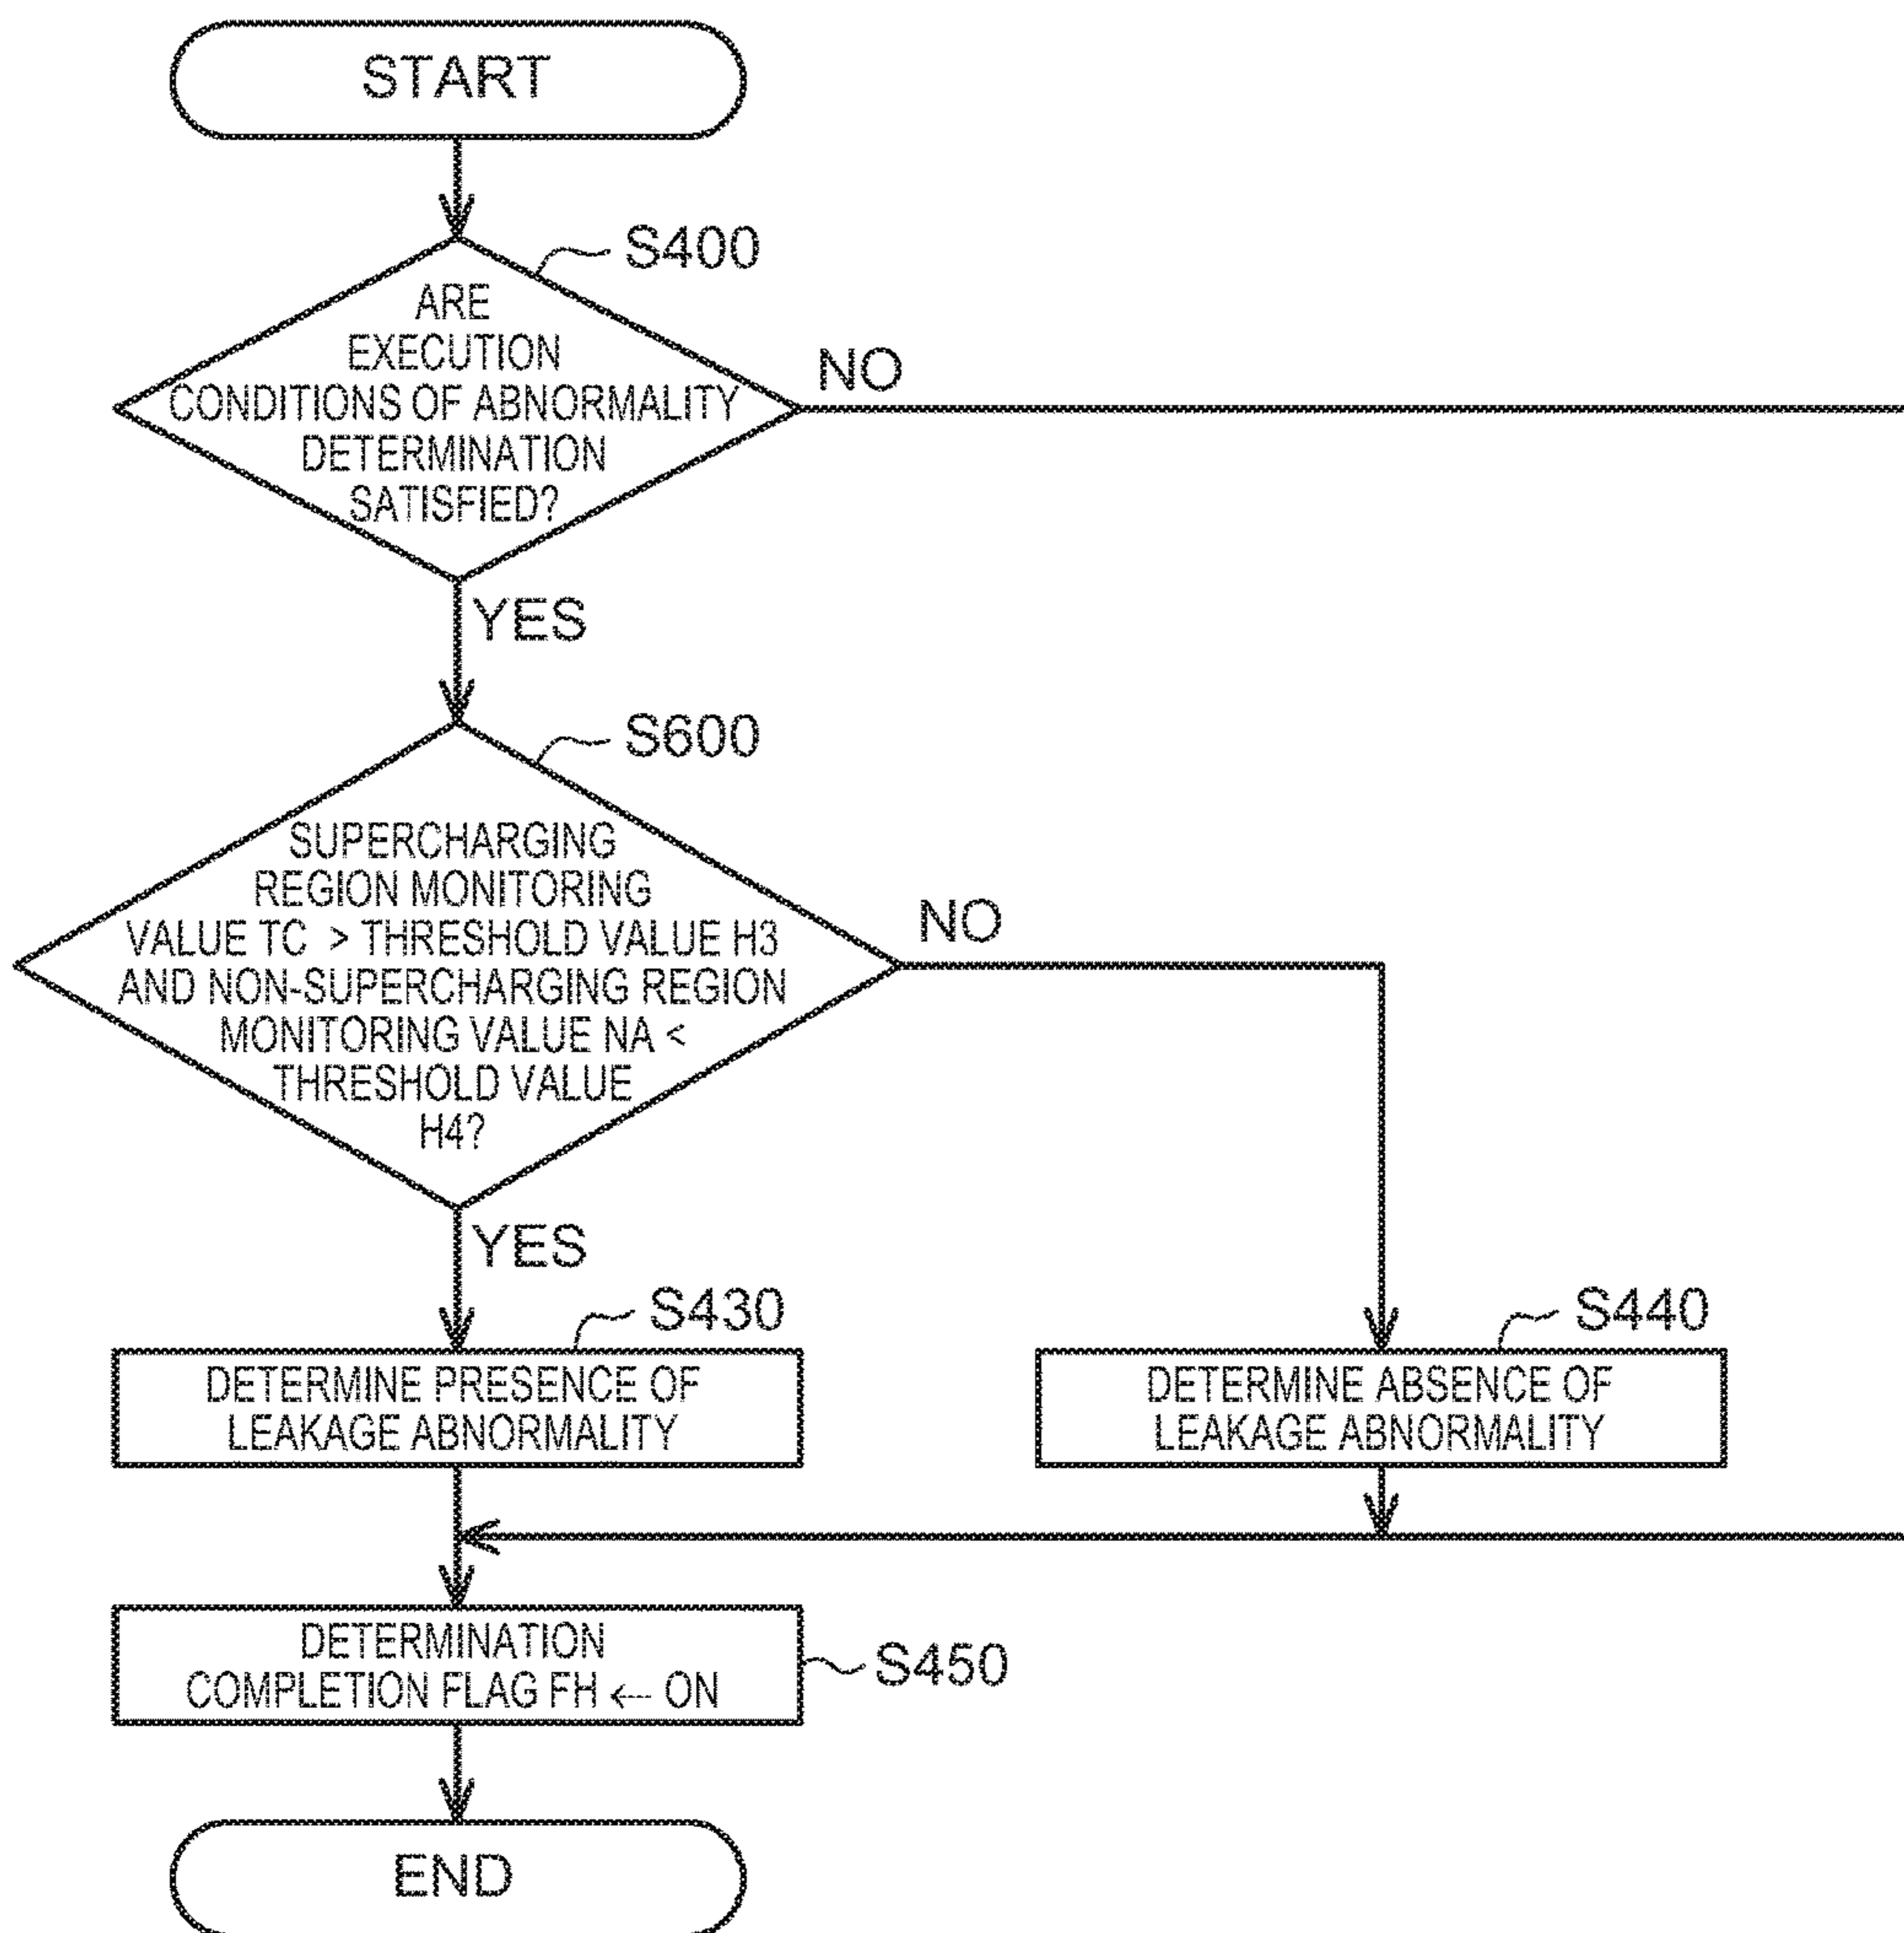 START
S400
ARE
EXECUTION
CONDITIONS OF ABNORMALITY
DETERMINATION
SATISFIED?
NO
YES
S600
SUPERCHARGING
REGION MONITORING
VALUE TC > THRESHOLD VALUE H3
AND NON-SUPERCHARGING REGION
MONITORING VALUE NA <
THRESHOLD VALUE
H4?
NO
YES
S430
DETERMINE PRESENCE OF
LEAKAGE ABNORMALITY
S440
DETERMINE ABSENCE OF
LEAKAGE ABNORMALITY
DETERMINATION
COMPLETION FLAG FH ← ON
S450
END